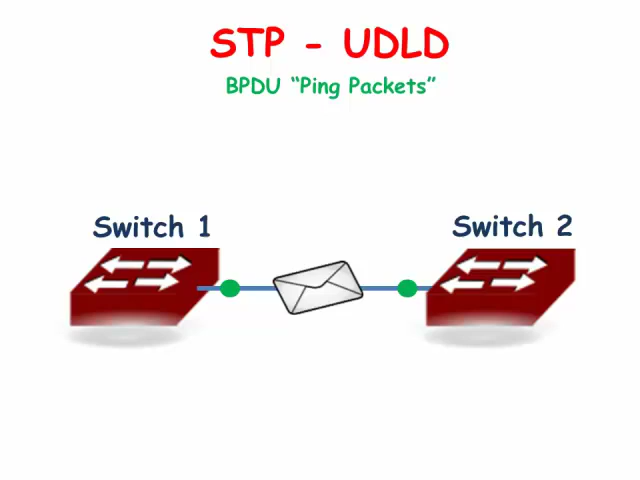 STP - UDLD
BPDU “Ping Packets”
Switch 1
Switch 2